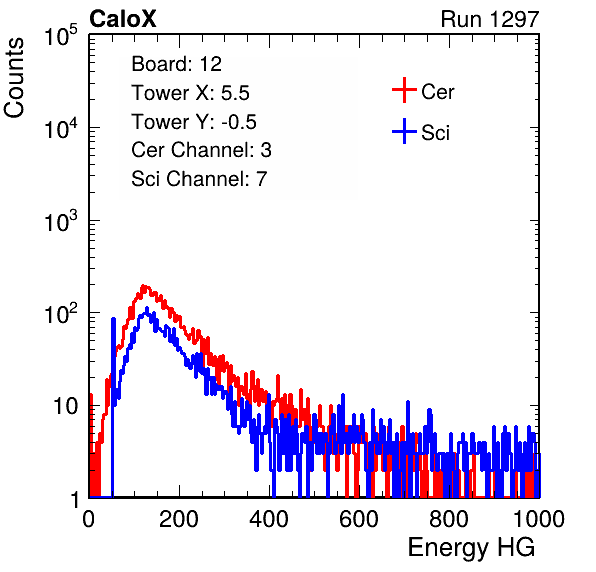 CaloX Run 1297
Counts
10^5
10^4
10^3
10^2
10
1
Board: 12
Tower X: 5.5
Tower Y: -0.5
Cer Channel: 3
Sci Channel: 7
Cer
Sci
0 200 400 600 800 1000
Energy HG